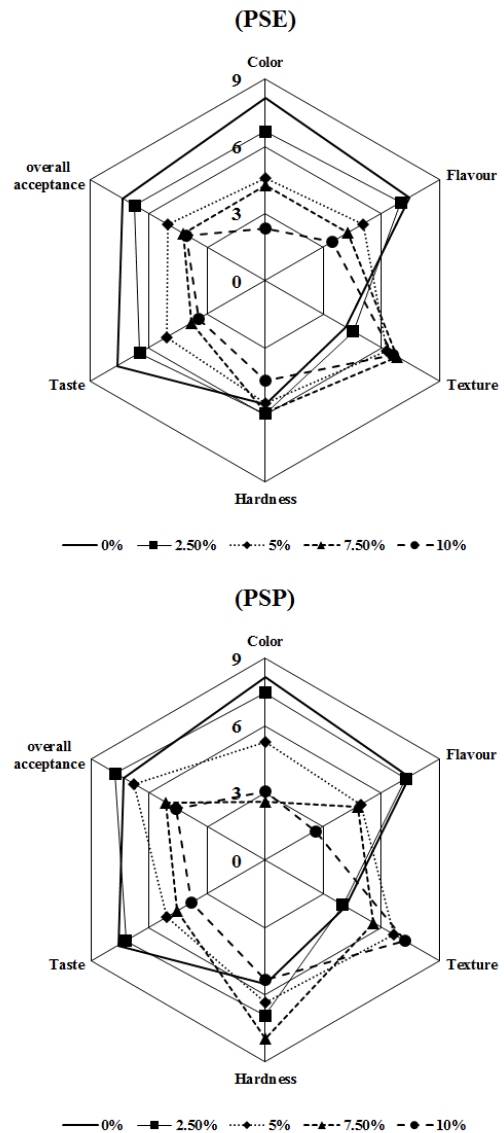 (PSE)
Color
9
6
3
0
Flavour
Texture
Hardness
Taste
overall
acceptance
0% 2.50% 5% 7.50% 10%
(PSP)
Color
9
6
3
0
Flavour
Texture
Hardness
Taste
overall
acceptance
0% 2.50% 5% 7.50% 10%